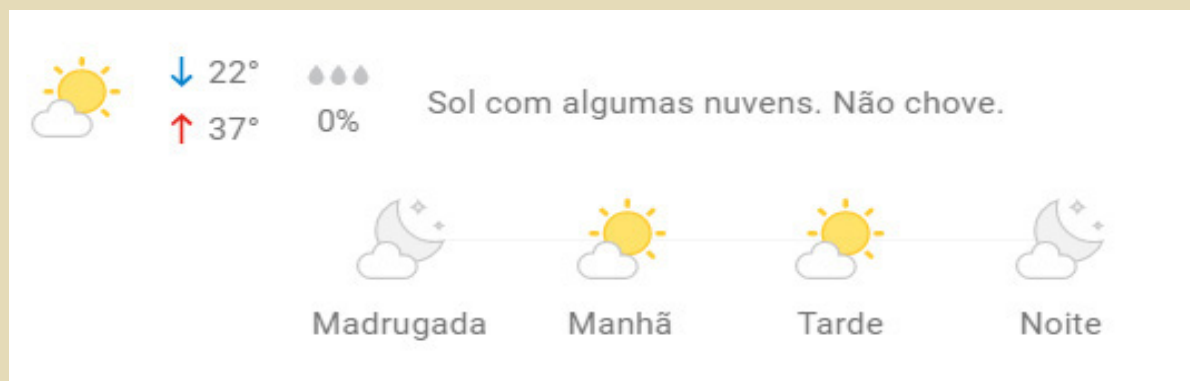 ↓ 22°
↑ 37°
0%
Sol com algumas nuvens. Não chove.
Madrugada Manhã Tarde Noite